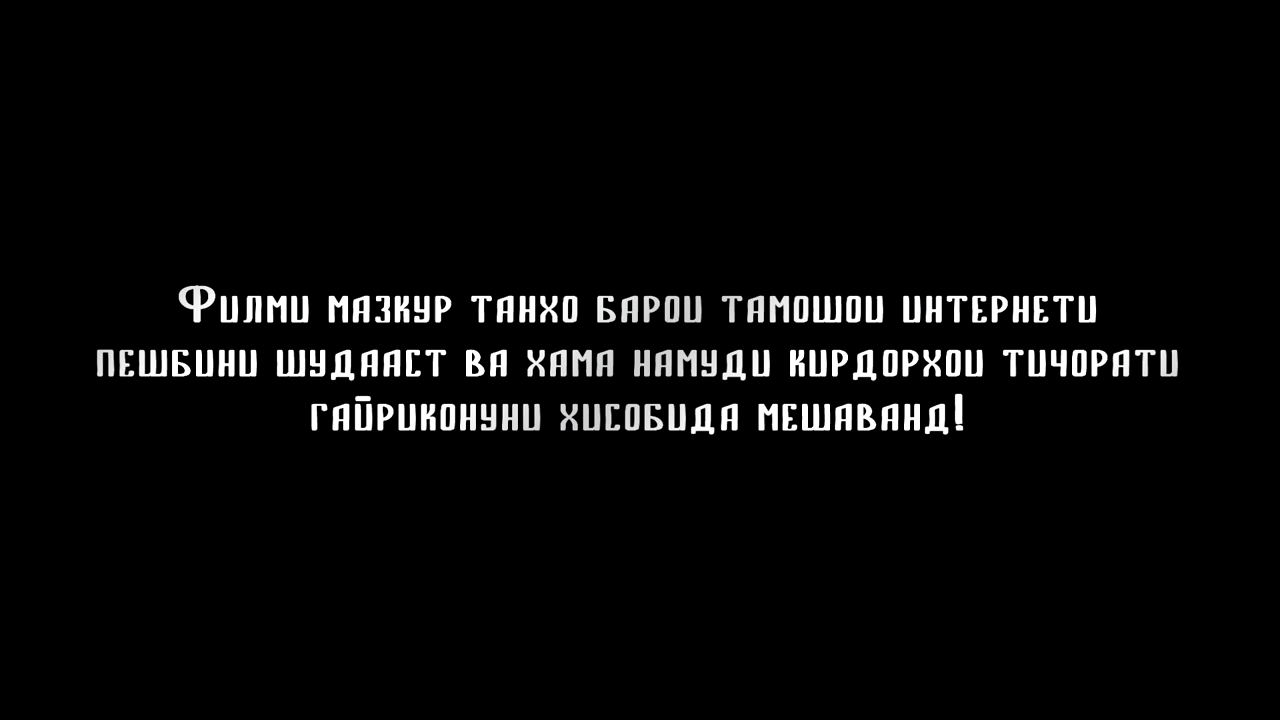 Филми мазкур танхо барои тамошои интернети
пешбини шудааст ва хама намуди кирдорхои тичорати
гайриконуни хисобида мешаванд!